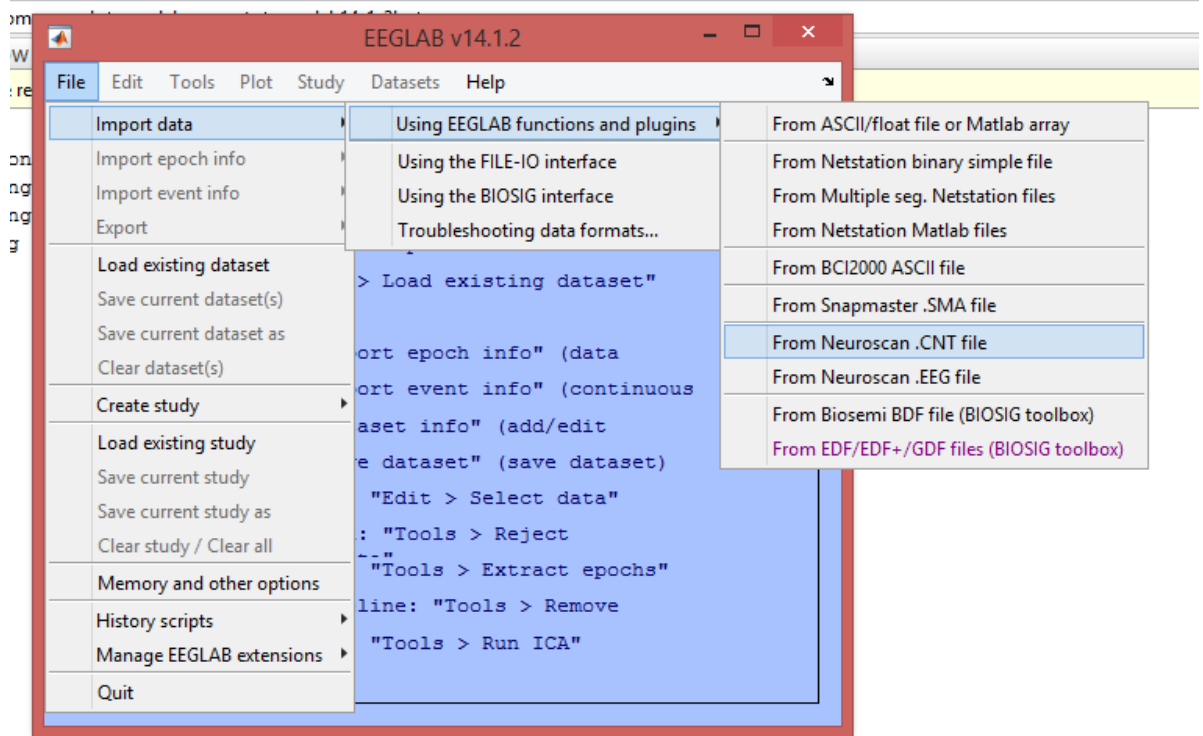 EEGLAB v14.1.2
File Edit Tools Plot Study Datasets Help
Import data
Import epoch info
Import event info
Export
Load existing dataset
Save current dataset(s)
Save current dataset as
Clear dataset(s)
Create study
Load existing study
Save current study
Save current study as
Clear study / Clear all
Memory and other options
History scripts
Manage EEGLAB extensions
Quit
Using EEGLAB functions and plugins
Using the FILE-IO interface
Using the BIOSIG interface
Troubleshooting data formats...
From ASCII/float file or Matlab array
From Netstation binary simple file
From Multiple seg. Netstation files
From Netstation Matlab files
From BCI2000 ASCII file
From Snapmaster .SMA file
From Neuroscan .CNT file
From Neuroscan .EEG file
From Biosemi BDF file (BIOSIG toolbox)
From EDF/EDF+/GDF files (BIOSIG toolbox)
> Load existing dataset"
ort epoch info" (data
ort event info" (continuous
aset info" (add/edit
e dataset" (save dataset)
"Edit > Select data"
: "Tools > Reject
"Tools > Extract epochs"
line: "Tools > Remove
"Tools > Run ICA"